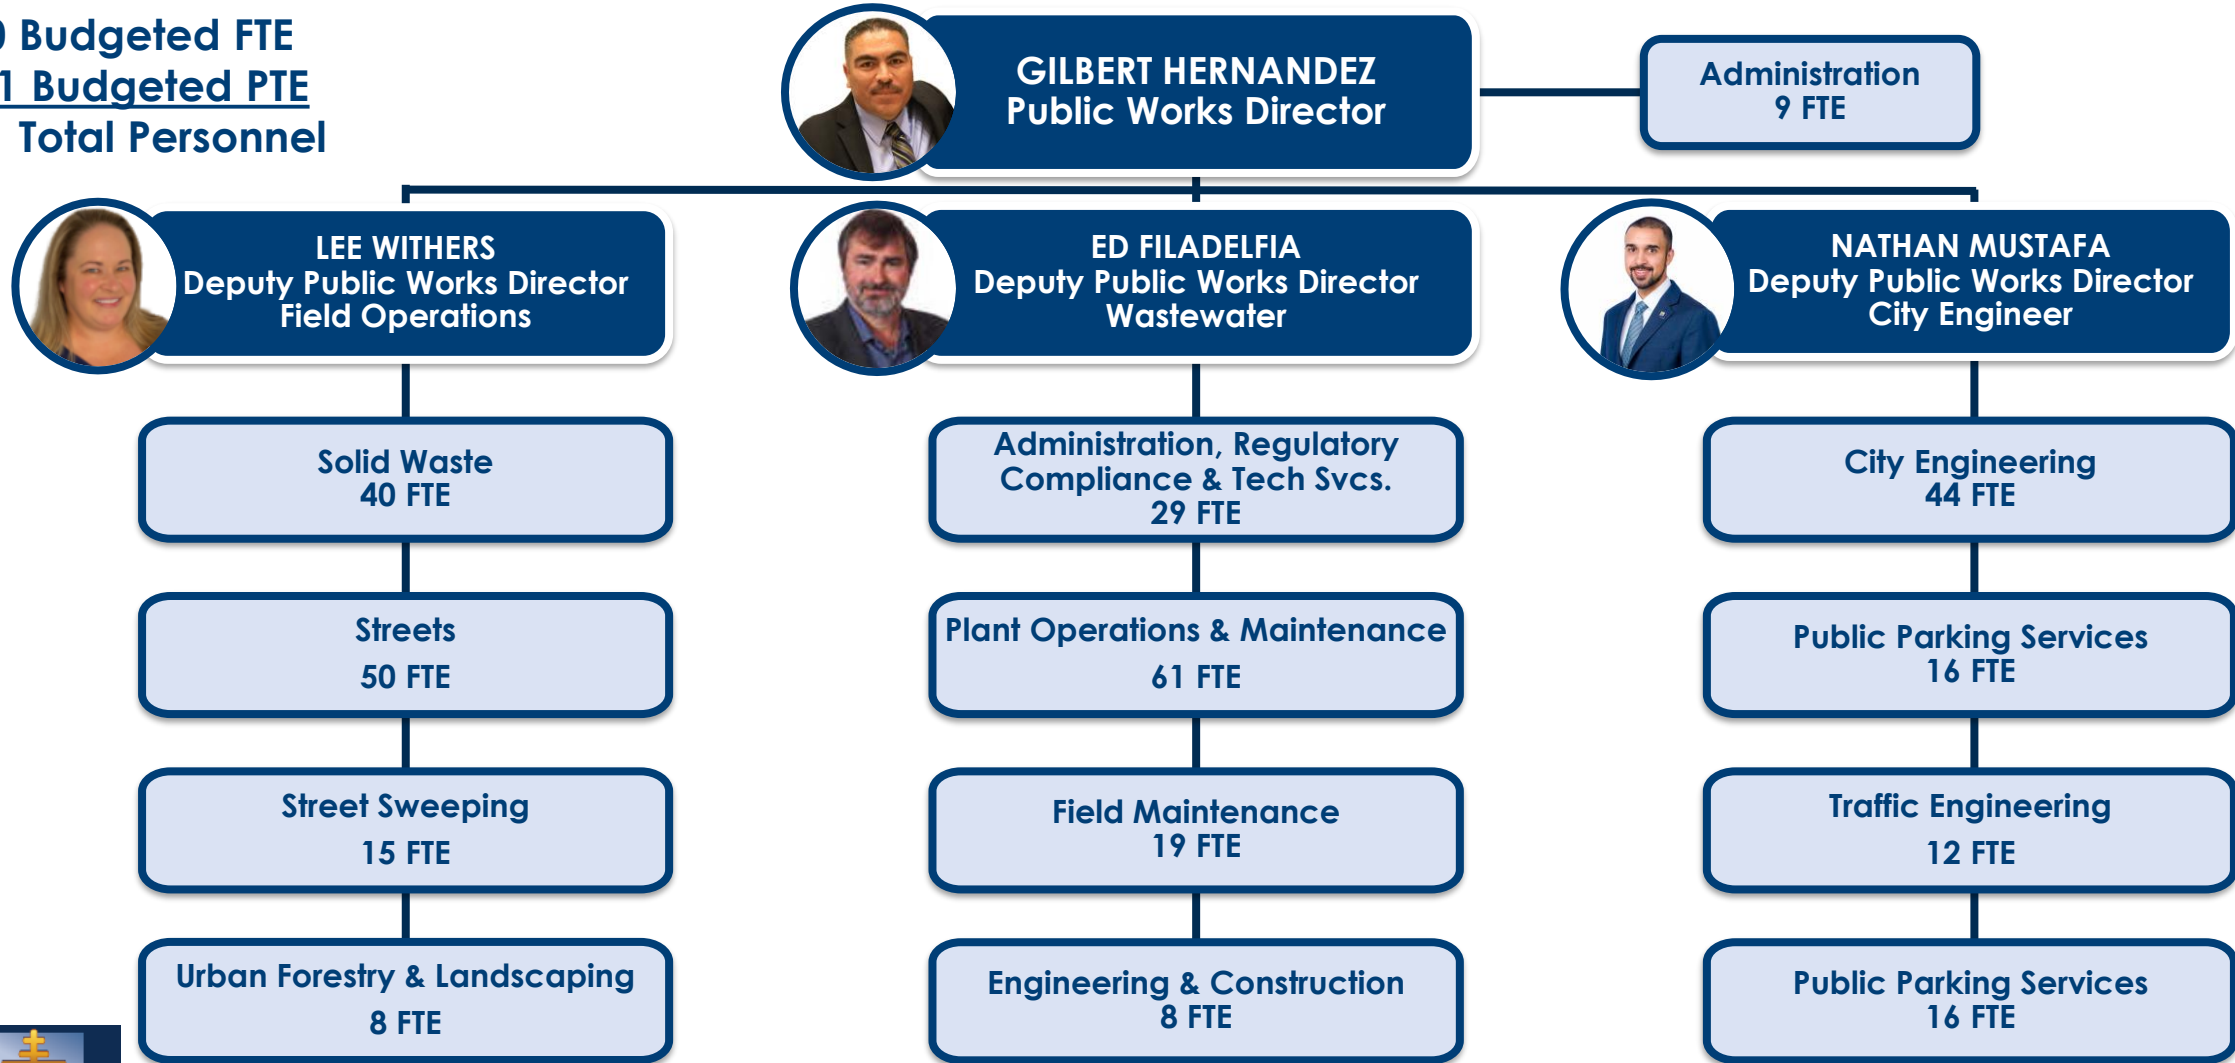 Budgeted FTE
1 Budgeted PTE
Total Personnel
GILBERT HERNANDEZ
Public Works Director
Administration
9 FTE
LEE WITHERS
Deputy Public Works Director
Field Operations
ED FILADELFIA
Deputy Public Works Director
Wastewater
NATHAN MUSTAFA
Deputy Public Works Director
City Engineer
Solid Waste
40 FTE
Streets
50 FTE
Street Sweeping
15 FTE
Urban Forestry & Landscaping
8 FTE
Administration, Regulatory
Compliance & Tech Svcs.
29 FTE
Plant Operations & Maintenance
61 FTE
Field Maintenance
19 FTE
Engineering & Construction
8 FTE
City Engineering
44 FTE
Public Parking Services
16 FTE
Traffic Engineering
12 FTE
Public Parking Services
16 FTE